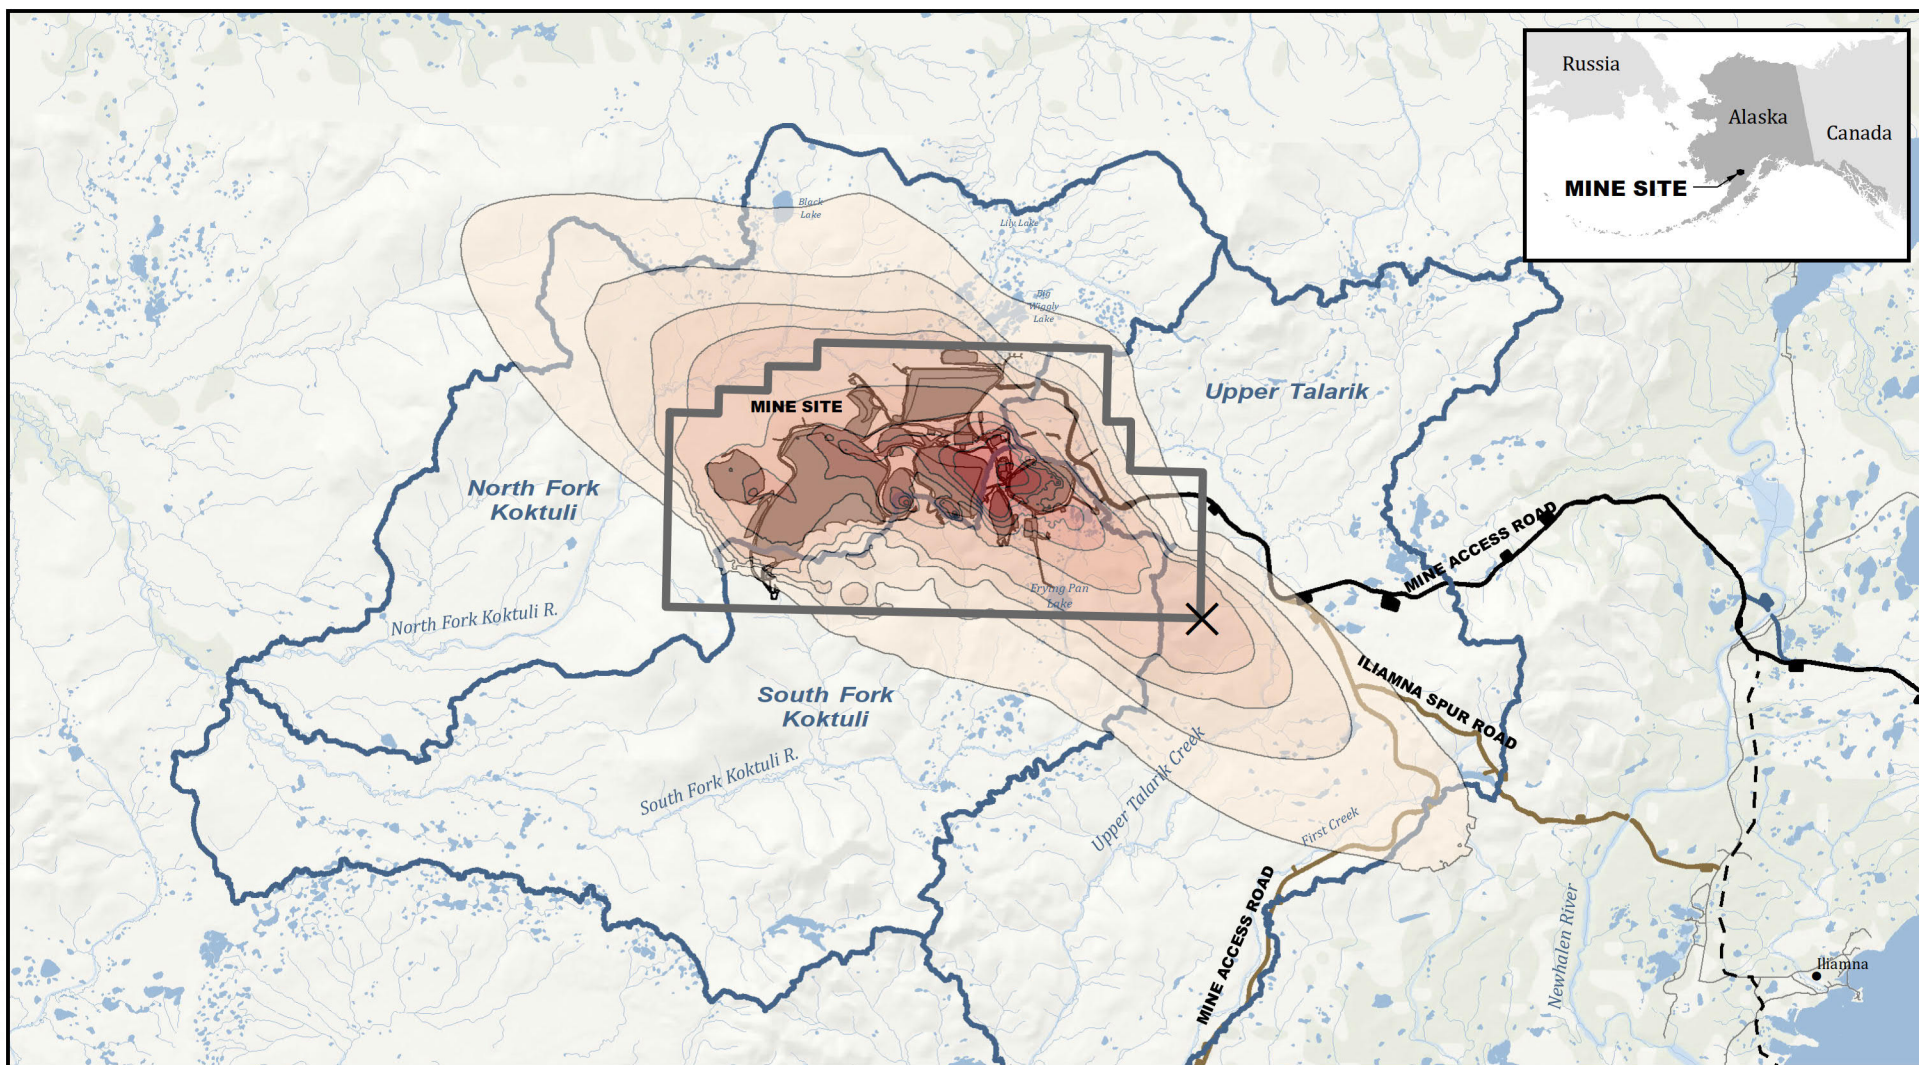 Russia
Alaska
Canada
MINE SITE
Black
Lake
Lily Lake
Big
Wiggly
Lake
Upper Talarik
MINE SITE
North Fork
Koktuli
MINE ACCESS ROAD
Frying Pan
Lake
North Fork Koktuli R.
ILIAMNA SPUR ROAD
South Fork
Koktuli
South Fork Koktuli R.
Upper Talarik Creek
First Creek
MINE ACCESS ROAD
Newhalen River
Iliamna